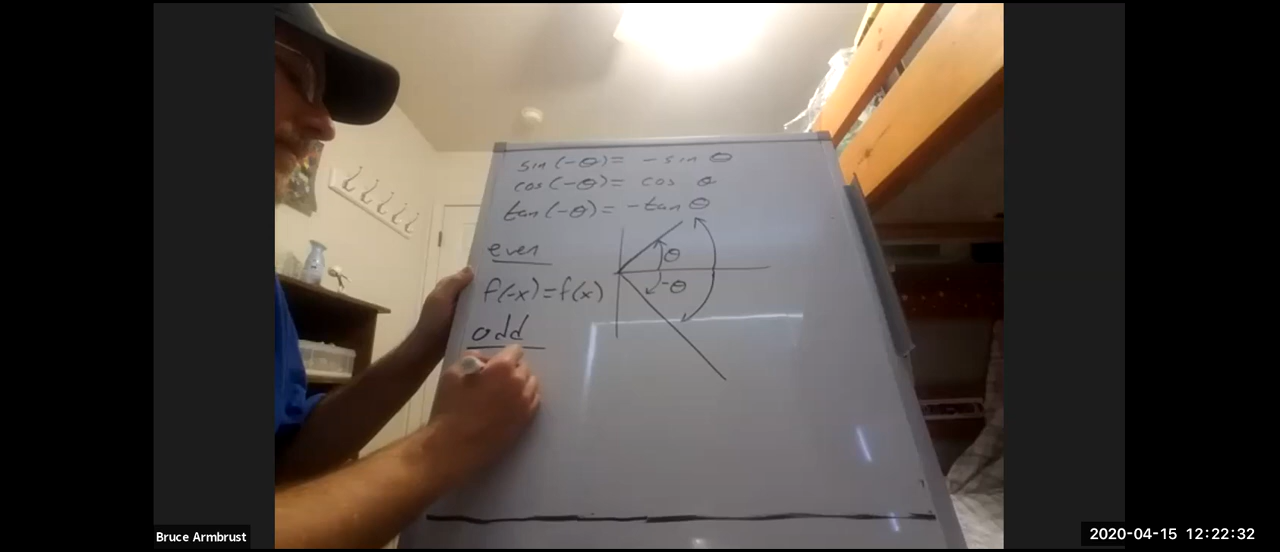 sin(-θ) = -sin θ
cos(-θ) = cos θ
tan(-θ) = -tan θ
even
θ
f(-x)=f(x)
-θ
odd
Bruce Armbrust
2020-04-15 12:22:32